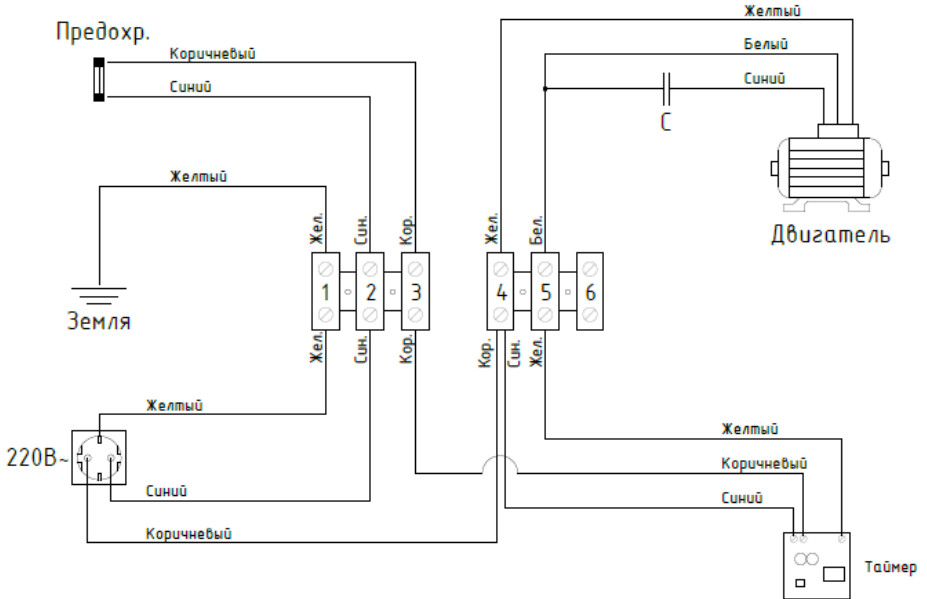 Желтый
Предохр.
Белый
Коричневый
Синий
Синий
С
Желтый
Двигатель
Жел.
Син.
Кор.
Жел.
Бел.
1
2
3
4
5
6
Земля
Жел.
Син.
Кор.
Кор.
Син.
Жел.
Желтый
Желтый
220В~
Коричневый
Синий
Синий
Коричневый
Таймер